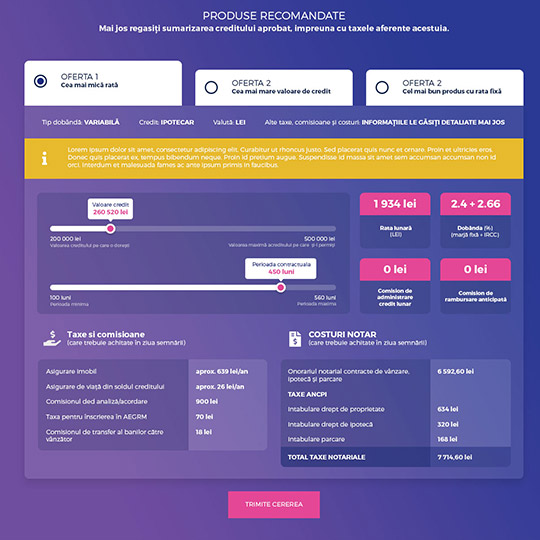 PRODUSE RECOMANDATE
Mai jos regasiți sumarizarea creditului aprobat, impreuna cu taxele aferente acestuia.
OFERTA 1
Cea mai mică rată
OFERTA 2
Cea mai mare valoare de credit
OFERTA 2
Cel mai bun produs cu rata fixă
Tip dobândă: VARIABILĂ
Credit: IPOTECAR
Valută: LEI
Alte taxe, comisioane și costuri: INFORMAȚIILE LE GĂSIȚI DETALIATE MAI JOS
Lorem ipsum dolor sit amet, consectetur adipiscing elit. Curabitur ut rhoncus justo. Sed placerat quis nunc et ornare. Proin et ultricies eros.
Donec quis placerat ex, tempus bibendum neque. Proin id precium augue. Suspendisse id massa sit amet sem accumsan accumsan non id
orci. Interdum et malesuada fames ac ante ipsum primis in faucibus.
Valoare credit
260 520 lei
200 000 lei
Valoarea creditului pe care o dorești
500 000 lei
Valoarea maximă acreditului pe care ți-l permiți
Perioada contractuala
450 luni
100 luni
Perioada minima
560 luni
Perioada maxima
1 934 lei
Rata lunară
(LEI)
2.4 + 2.66
Dobânda (%)
(marță fixă + IRCC)
0 lei
Comision de
administrare
credit lunar
0 lei
Comision de
rambursare anticipată
Taxe si comisioane
(care trebuie achitate în ziua semnării)
Asigurare imobil aprox. 639 lei/an
Asigurare de viață din soldul creditului aprox. 26 lei/an
Comisionul ded analiză/acordare 900 lei
Taxa pentru înscrierea în AEGRM 70 lei
Comisionul de transfer al banilor către
vânzător
18 lei
COSTURI NOTAR
(care trebuie achitate în ziua semnării)
Onorariul notarial contracte de vânzare,
ipotecă și parcare
6 592,60 lei
TAXE ANCPI
Intabulare drept de proprietate 634 lei
Intabulare drept de ipotecă 320 lei
Intabulare parcare 168 lei
TOTAL TAXE NOTARIALE 7 714,60 lei
TRIMITE CEREREA